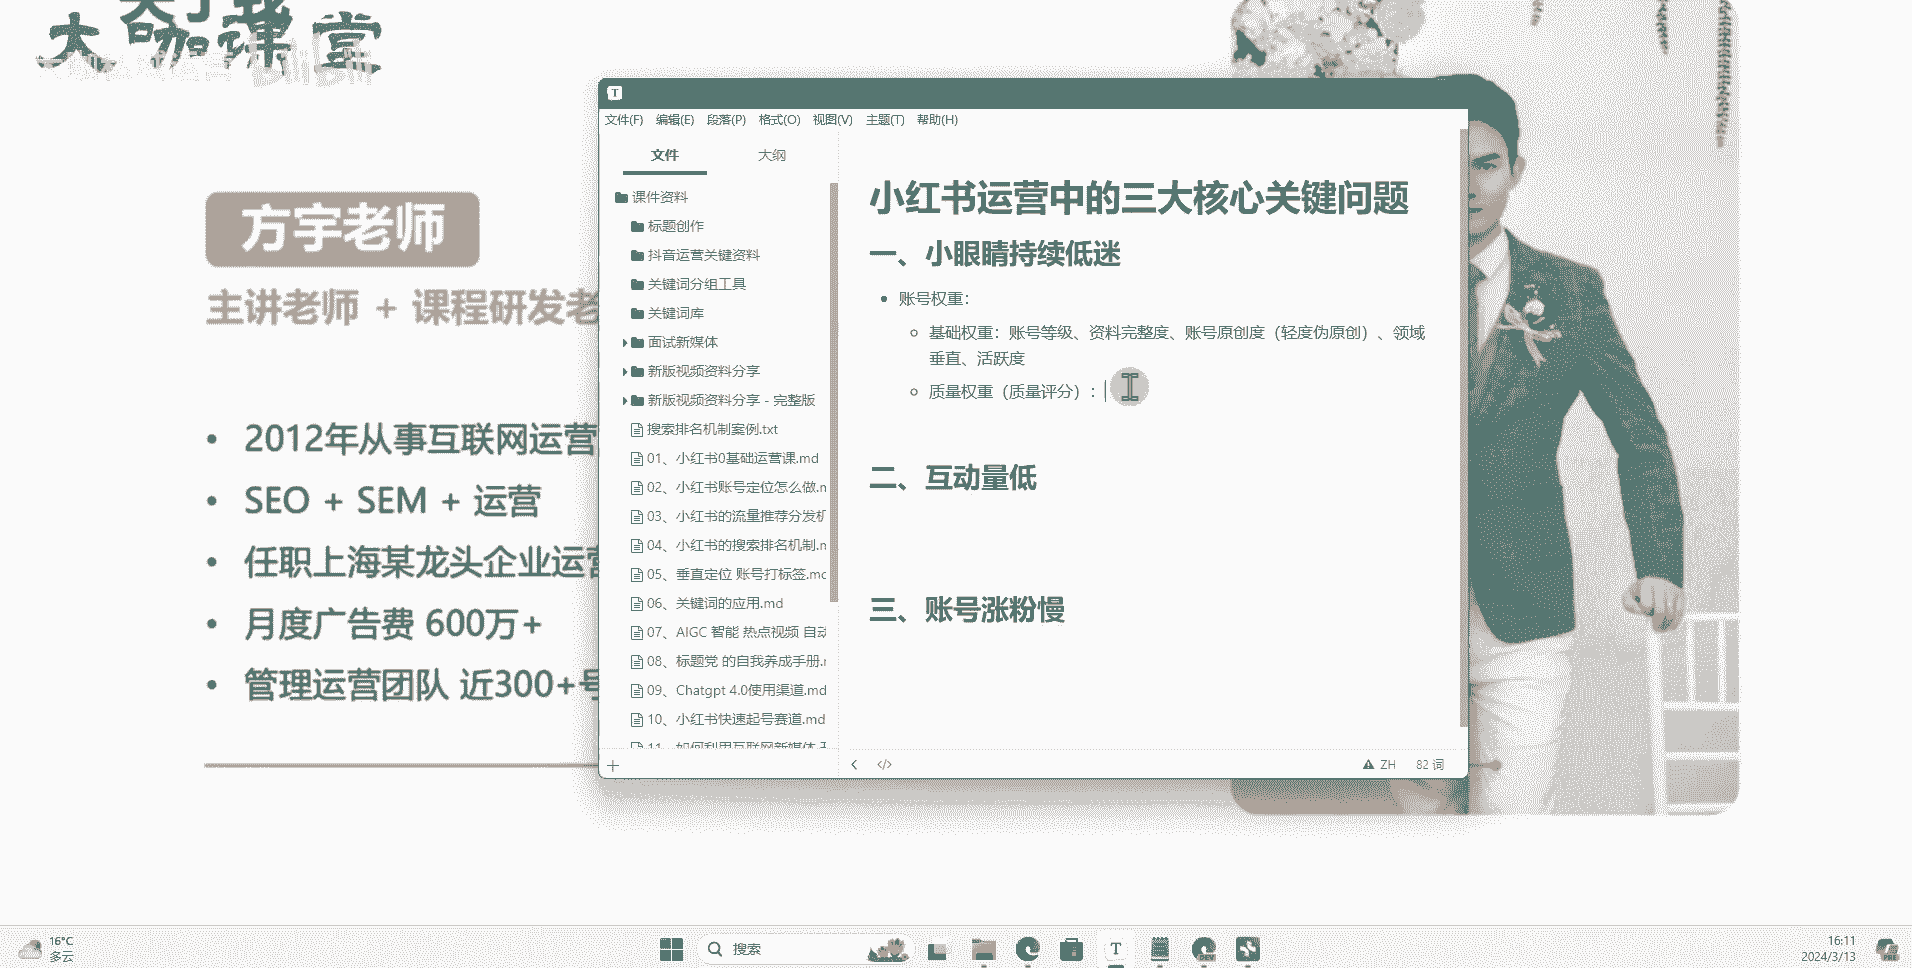 大咖课堂
方宇老师
主讲老师 + 课程研发老
2012年从事互联网运营
SEO + SEM + 运营
任职上海某龙头企业运营
月度广告费 600万+
管理运营团队 近300+号
T
文件(F) 编辑(E) 段落(P) 格式(O) 视图(V) 主题(T) 帮助(H)
文件 大纲
课件资料
标题创作
抖音运营关键资料
关键词分组工具
关键词库
面试新媒体
新版视频资料分享
新版视频资料分享 - 完整版
搜索排名机制案例.txt
01、小红书0基础运营课.md
02、小红书账号定位怎么做.m
03、小红书的流量推荐分发机
04、小红书的搜索排名机制.m
05、垂直定位 账号打标签.mc
06、关键词的应用.md
07、AIGC 智能 热点视频 自动
08、标题党 的自我养成手册.
09、Chatgpt 4.0使用渠道.md
10、小红书快速起号赛道.md
11、如何利用互联网新媒体
小红书运营中的三大核心关键问题
一、小眼睛持续低迷
账号权重：
基础权重：账号等级、资料完整度、账号原创度（轻度伪原创）、领域
垂直、活跃度
质量权重（质量评分）：
二、互动量低
三、账号涨粉慢
ZH 82 词
16°C
多云
搜索
T
DEV
16:11
2024/3/13
PRE